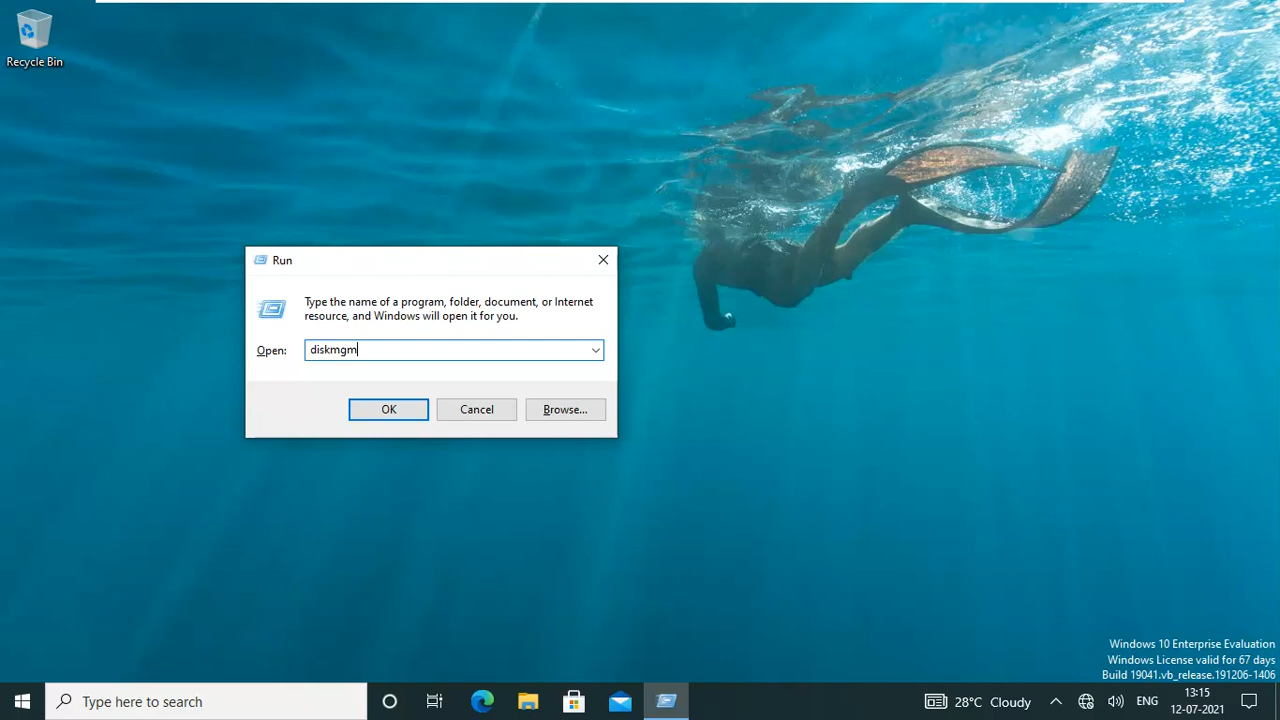 Recycle Bin
Run
Type the name of a program, folder, document, or Internet
resource, and Windows will open it for you.
Open: diskmgm
OK Cancel Browse...
Windows 10 Enterprise Evaluation
Windows License valid for 67 days
Build 19041.vb_release.191206-1406
Type here to search
28°C Cloudy
ENG
13:15
12-07-2021